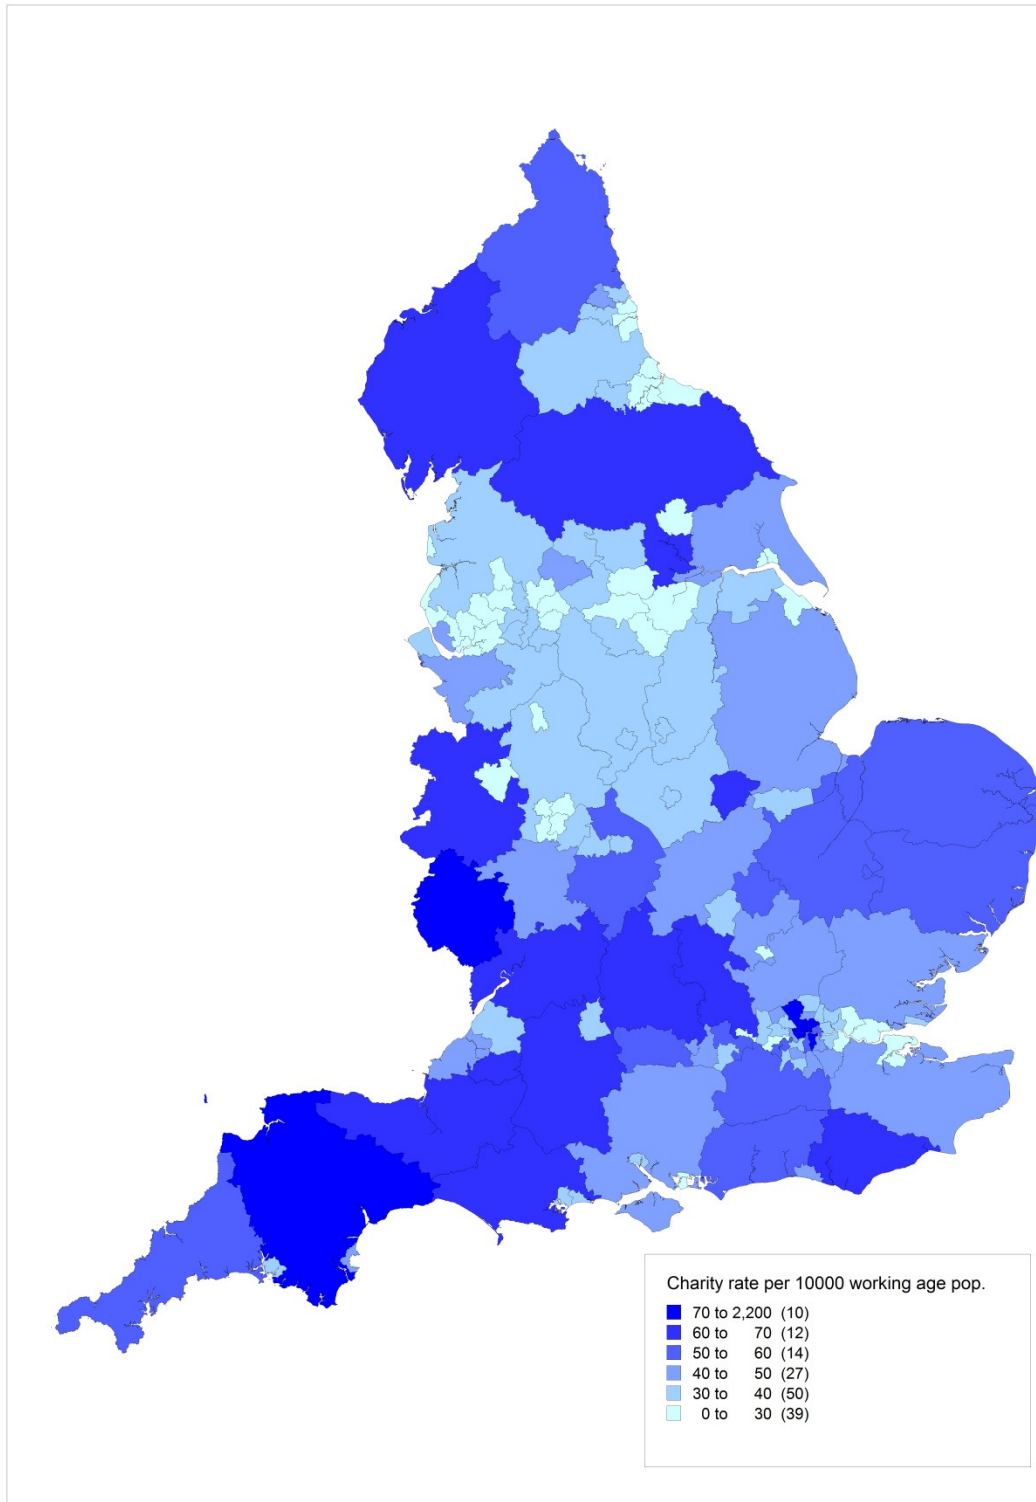 Charity rate per 10000 working age pop.
70 to 2,200 (10)
60 to 70 (12)
50 to 60 (14)
40 to 50 (27)
30 to 40 (50)
0 to 30 (39)